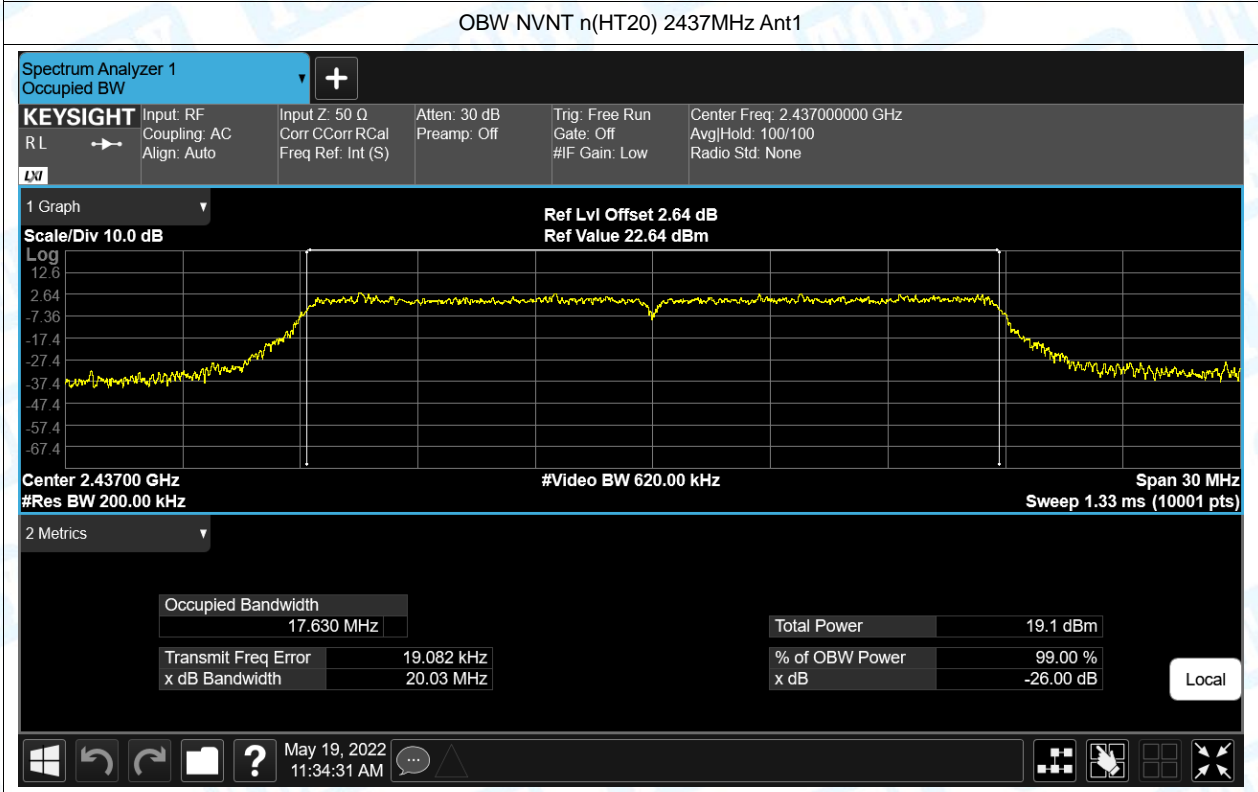 OBW NVNT n(HT20) 2437MHz Ant1
Spectrum Analyzer 1
Occupied BW
KEYSIGHT
R L
LXI
Input: RF
Coupling: AC
Align: Auto
Input Z: 50 Ω
Corr CCorr RCal
Freq Ref: Int (S)
Atten: 30 dB
Preamp: Off
Trig: Free Run
Gate: Off
#IF Gain: Low
Center Freq: 2.437000000 GHz
Avg|Hold: 100/100
Radio Std: None
1 Graph
Scale/Div 10.0 dB
Ref Lvl Offset 2.64 dB
Ref Value 22.64 dBm
Log
12.6
2.64
-7.36
-17.4
-27.4
-37.4
-47.4
-57.4
-67.4
Center 2.43700 GHz
#Res BW 200.00 kHz
#Video BW 620.00 kHz
Span 30 MHz
Sweep 1.33 ms (10001 pts)
2 Metrics
Occupied Bandwidth
17.630 MHz
Transmit Freq Error 19.082 kHz
x dB Bandwidth 20.03 MHz
Total Power 19.1 dBm
% of OBW Power 99.00 %
x dB -26.00 dB
Local
?
May 19, 2022
11:34:31 AM